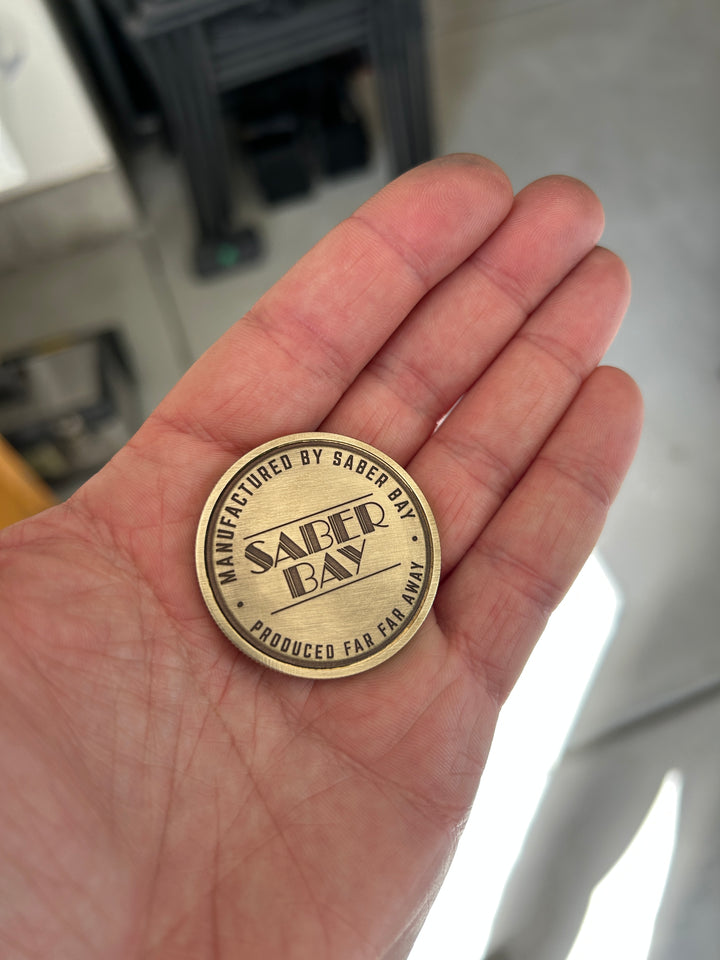 MANUFACTURED BY SABER BAY
SABER
BAY
PRODUCED FAR FAR AWAY